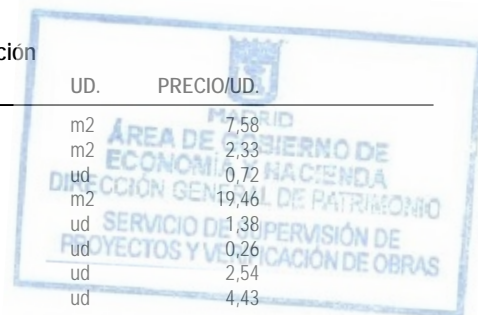 ción
UD. PRECIO/UD.
m2 7,58
m2 2,33
ud 0,72
m2 19,46
ud 1,38
ud 0,26
ud 2,54
ud 4,43
MADRID
ÁREA DE GOBIERNO DE
ECONOMÍA Y HACIENDA
DIRECCIÓN GENERAL DE PATRIMONIO
SERVICIO DE SUPERVISIÓN DE
PROYECTOS Y VERIFICACIÓN DE OBRAS